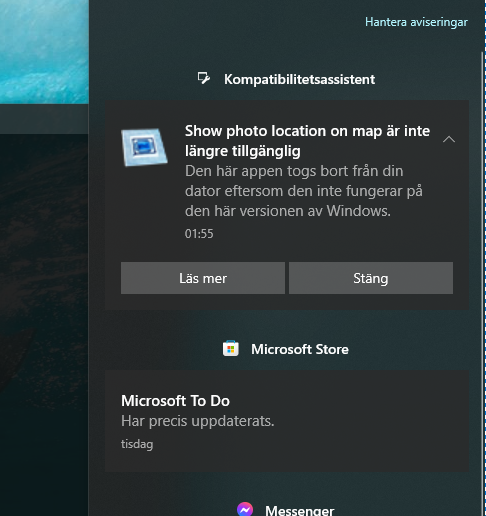 Hantera aviseringar
Kompatibilitetsassistent
Show photo location on map är inte
längre tillgänglig
Den här appen togs bort från din
dator eftersom den inte fungerar på
den här versionen av Windows.
01:55
Läs mer
Stäng
Microsoft Store
Microsoft To Do
Har precis uppdaterats.
tisdag
Messenger